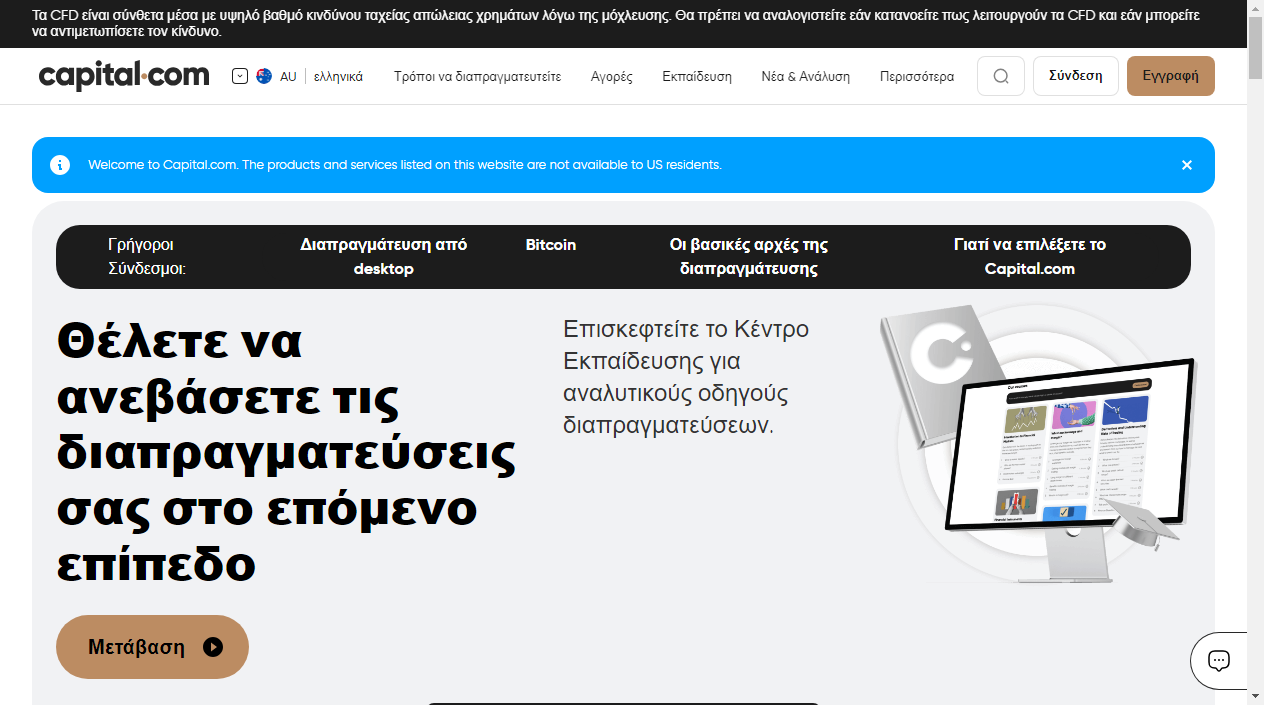 Τα CFD είναι σύνθετα μέσα με υψηλό βαθμό κινδύνου ταχείας απώλειας χρημάτων λόγω της μόχλευσης. Θα πρέπει να αναλογιστείτε εάν κατανοείτε πως λειτουργούν τα CFD και εάν μπορείτε
να αντιμετωπίσετε τον κίνδυνο.
capital.com AU ελληνικά Τρόποι να διαπραγματευτείτε Αγορές Εκπαίδευση Νέα & Ανάλυση Περισσότερα Σύνδεση Εγγραφή
Welcome to Capital.com. The products and services listed on this website are not available to US residents.
Γρήγοροι
Σύνδεσμοι:
Διαπραγμάτευση από
desktop
Bitcoin
Οι βασικές αρχές της
διαπραγμάτευσης
Γιατί να επιλέξετε το
Capital.com
Θέλετε να
ανεβάσετε τις
διαπραγματεύσεις
σας στο επόμενο
επίπεδο
Επισκεφτείτε το Κέντρο
Εκπαίδευσης για
αναλυτικούς οδηγούς
διαπραγματεύσεων.
Μετάβαση